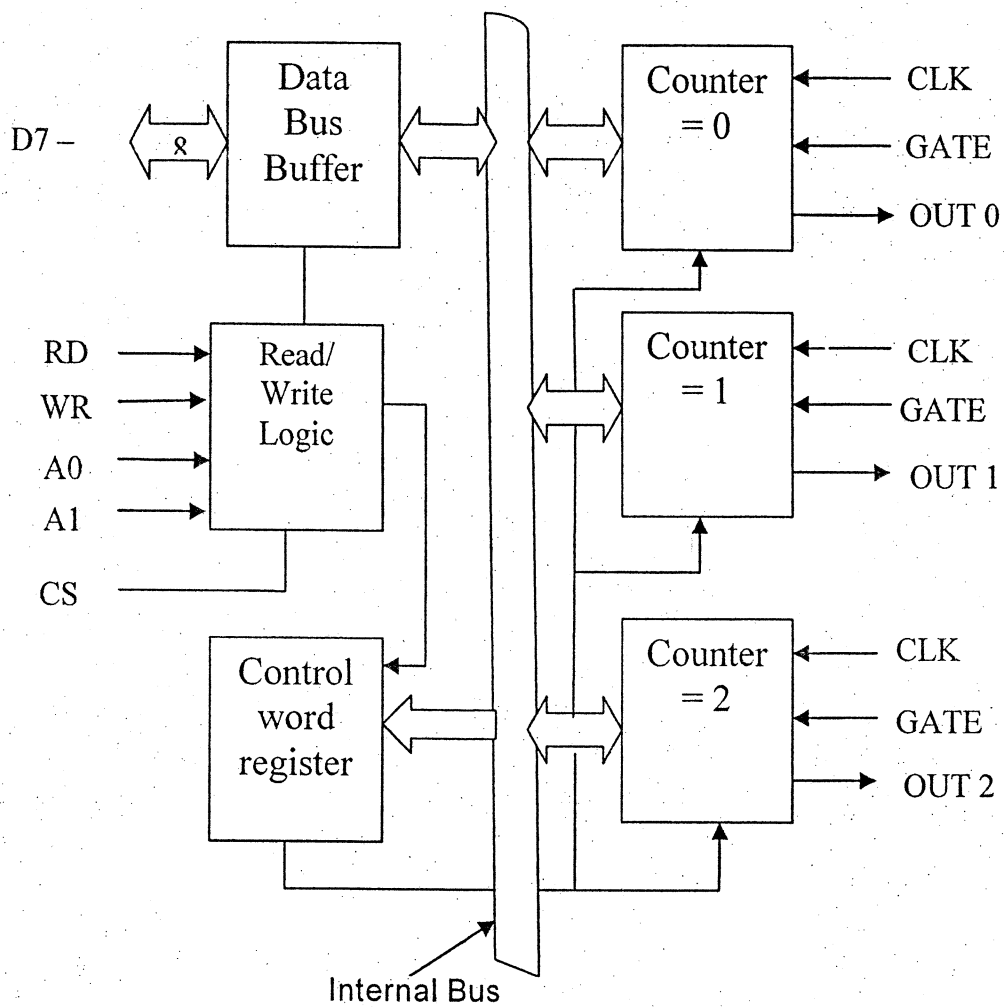 D7 –
8
Data
Bus
Buffer
Counter
= 0
CLK
GATE
OUT 0
RD
WR
A0
A1
CS
Read/
Write
Logic
Counter
= 1
CLK
GATE
OUT 1
Control
word
register
Counter
= 2
CLK
GATE
OUT 2
Internal Bus